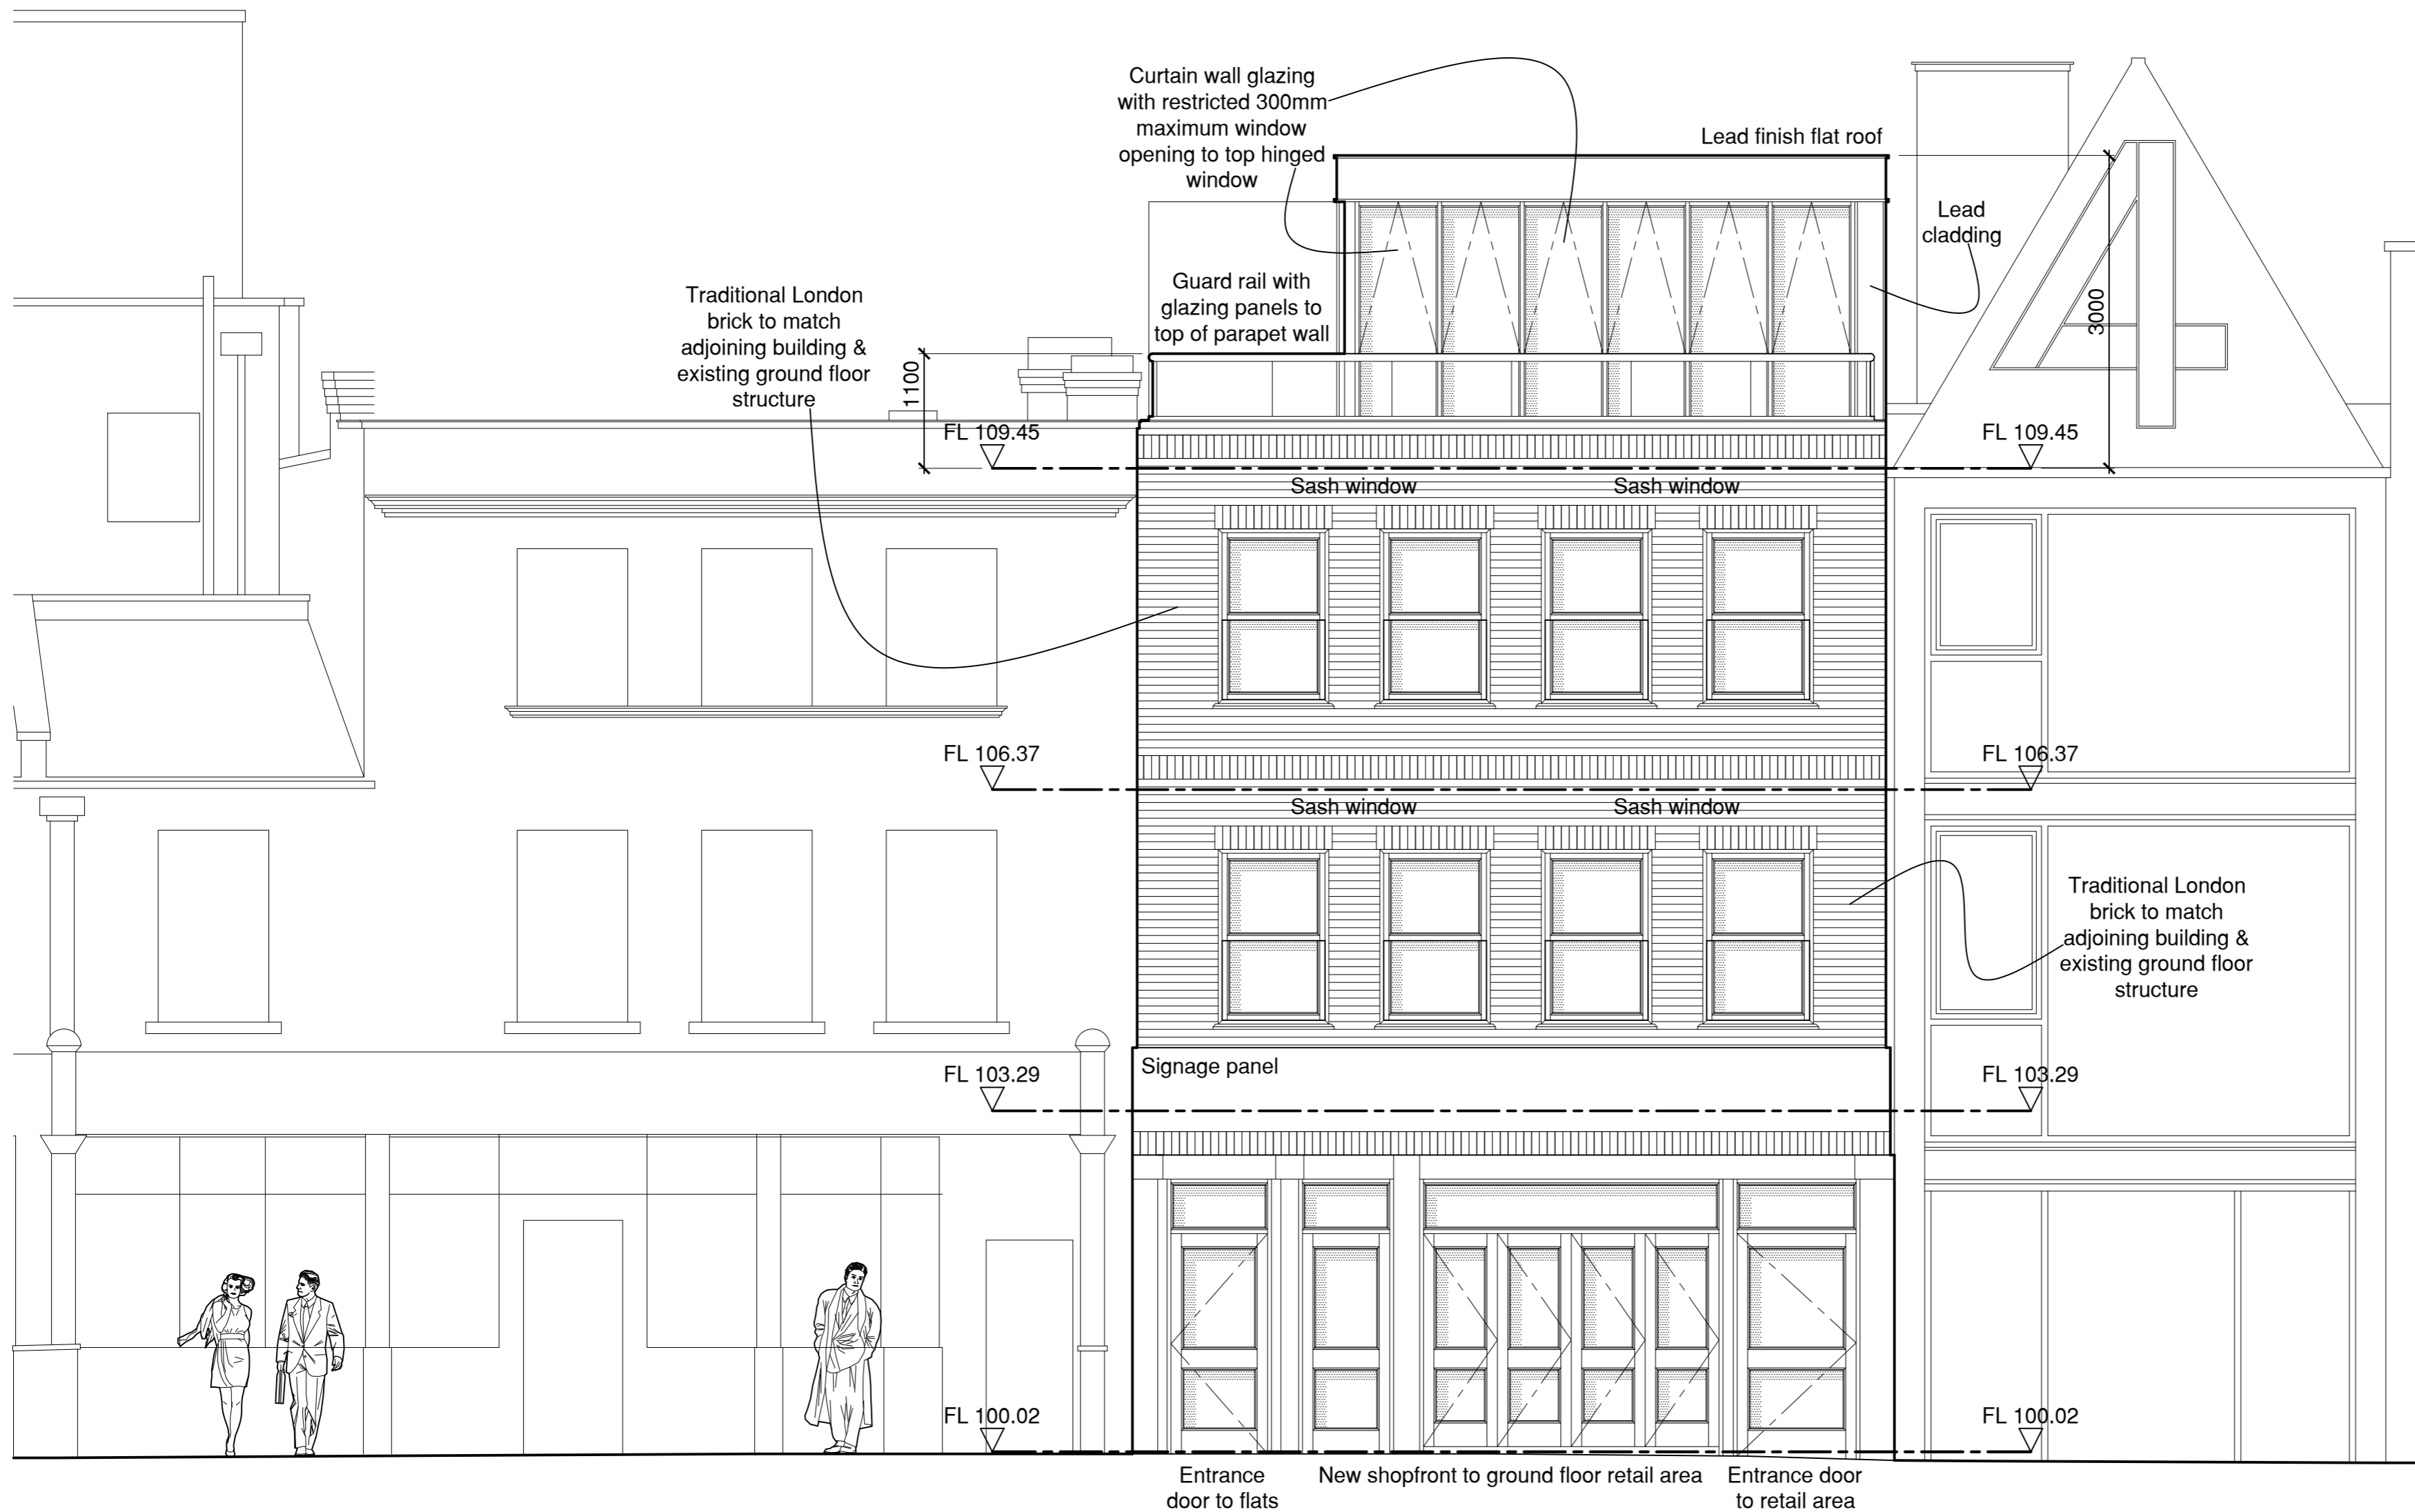 Curtain wall glazing
with restricted 300mm
maximum window
opening to top hinged
window
Lead finish flat roof
Lead
cladding
4
3000
Guard rail with
glazing panels to
top of parapet wall
Traditional London
brick to match
adjoining building &
existing ground floor
structure
1100
FL 109.45
FL 109.45
Sash window
Sash window
FL 106.37
FL 106.37
Sash window
Sash window
Traditional London
brick to match
adjoining building &
existing ground floor
structure
Signage panel
FL 103.29
FL 103.29
FL 100.02
FL 100.02
Entrance
door to flats
New shopfront to ground floor retail area
Entrance door
to retail area